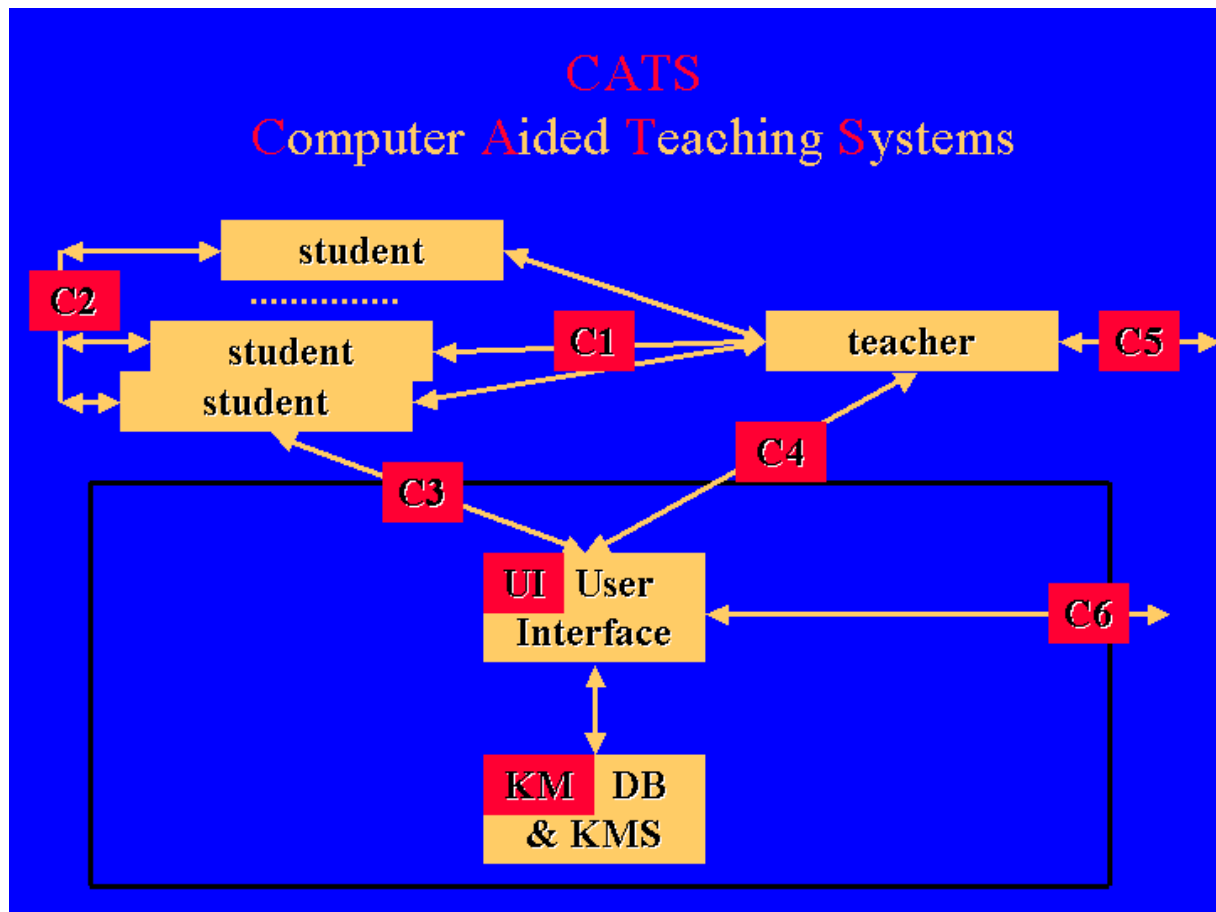 CATS
Computer Aided Teaching Systems
student
C2
student
C1
teacher
C5
student
C4
C3
UI User
Interface
C6
KM DB
& KMS